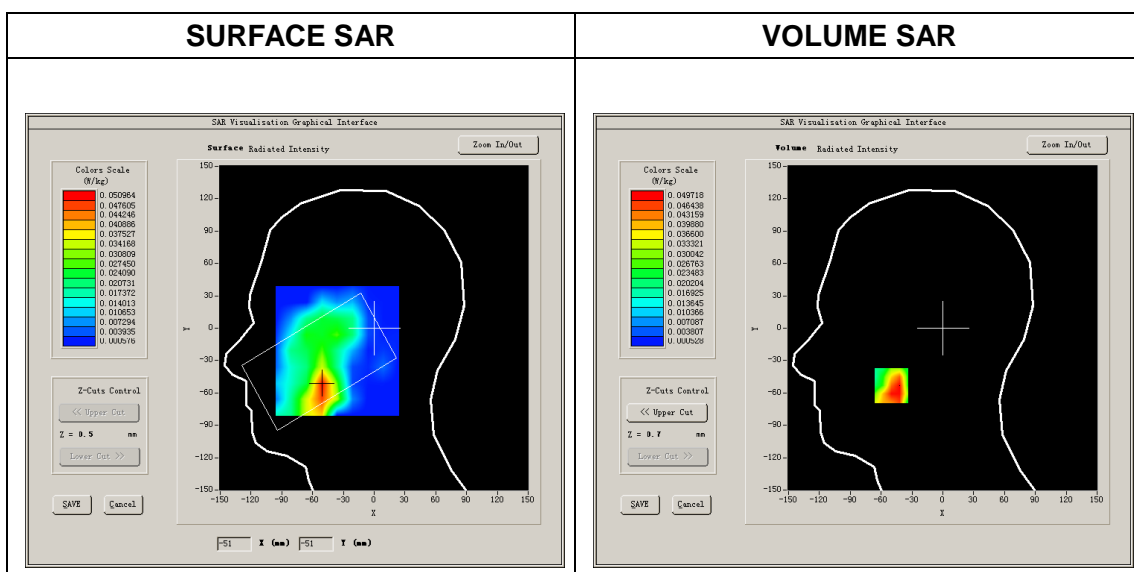 SURFACE SAR
VOLUME SAR
SAR Visualisation Graphical Interface
Surface Radiated Intensity
Zoom In/Out
Colors Scale
(W/kg)
0.050964
0.047605
0.044246
0.040886
0.037527
0.034168
0.030809
0.027450
0.024090
0.020731
0.017372
0.014013
0.010653
0.007294
0.003935
0.000576
150
120
90
60
30
0
-30
-60
-90
-120
-150
Y
-150 -120 -90 -60 -30 0 30 60 90 120 150
X
Z-Cuts Control
<< Upper Cut
Z = 0.5 mm
Lower Cut >>
SAVE Cancel
-51 X (mm) -51 Y (mm)
SAR Visualisation Graphical Interface
Volume Radiated Intensity
Zoom In/Out
Colors Scale
(W/kg)
0.049718
0.046438
0.043159
0.039880
0.036600
0.033321
0.030042
0.026763
0.023483
0.020204
0.016925
0.013645
0.010366
0.007087
0.003807
0.000528
150
120
90
60
30
0
-30
-60
-90
-120
-150
Y
-150 -120 -90 -60 -30 0 30 60 90 120 150
X
Z-Cuts Control
<< Upper Cut
Z = 0.7 mm
Lower Cut >>
SAVE Cancel